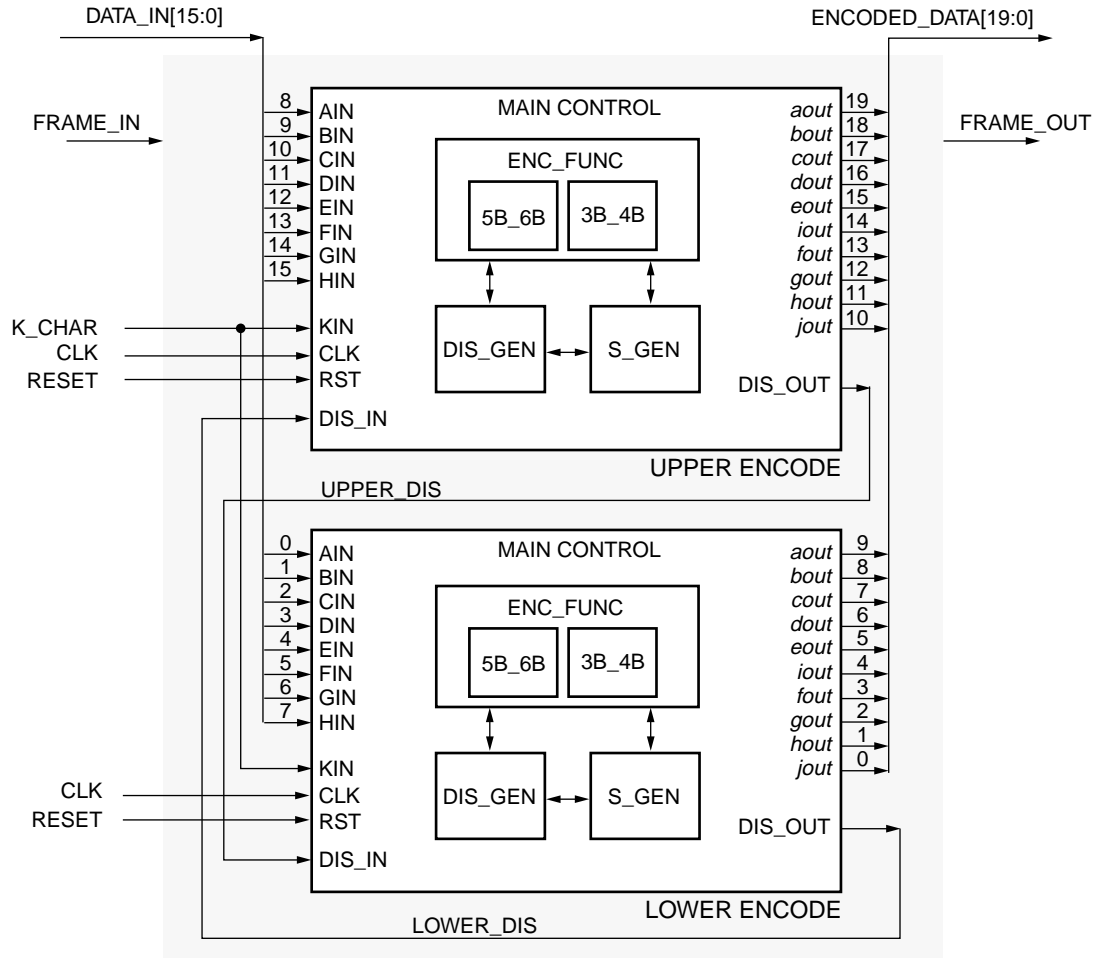 DATA_IN[15:0]
ENCODED_DATA[19:0]
FRAME_IN
FRAME_OUT
MAIN CONTROL
ENC_FUNC
5B_6B
3B_4B
DIS_GEN
S_GEN
8 AIN
9 BIN
10 CIN
11 DIN
12 EIN
13 FIN
14 GIN
15 HIN
K_CHAR KIN
CLK CLK
RESET RST
DIS_IN
aout 19
bout 18
cout 17
dout 16
eout 15
iout 14
fout 13
gout 12
hout 11
jout 10
DIS_OUT
UPPER ENCODE
UPPER_DIS
MAIN CONTROL
ENC_FUNC
5B_6B
3B_4B
DIS_GEN
S_GEN
0 AIN
1 BIN
2 CIN
3 DIN
4 EIN
5 FIN
6 GIN
7 HIN
KIN
CLK CLK
RESET RST
DIS_IN
aout 9
bout 8
cout 7
dout 6
eout 5
iout 4
fout 3
gout 2
hout 1
jout 0
DIS_OUT
LOWER ENCODE
LOWER_DIS